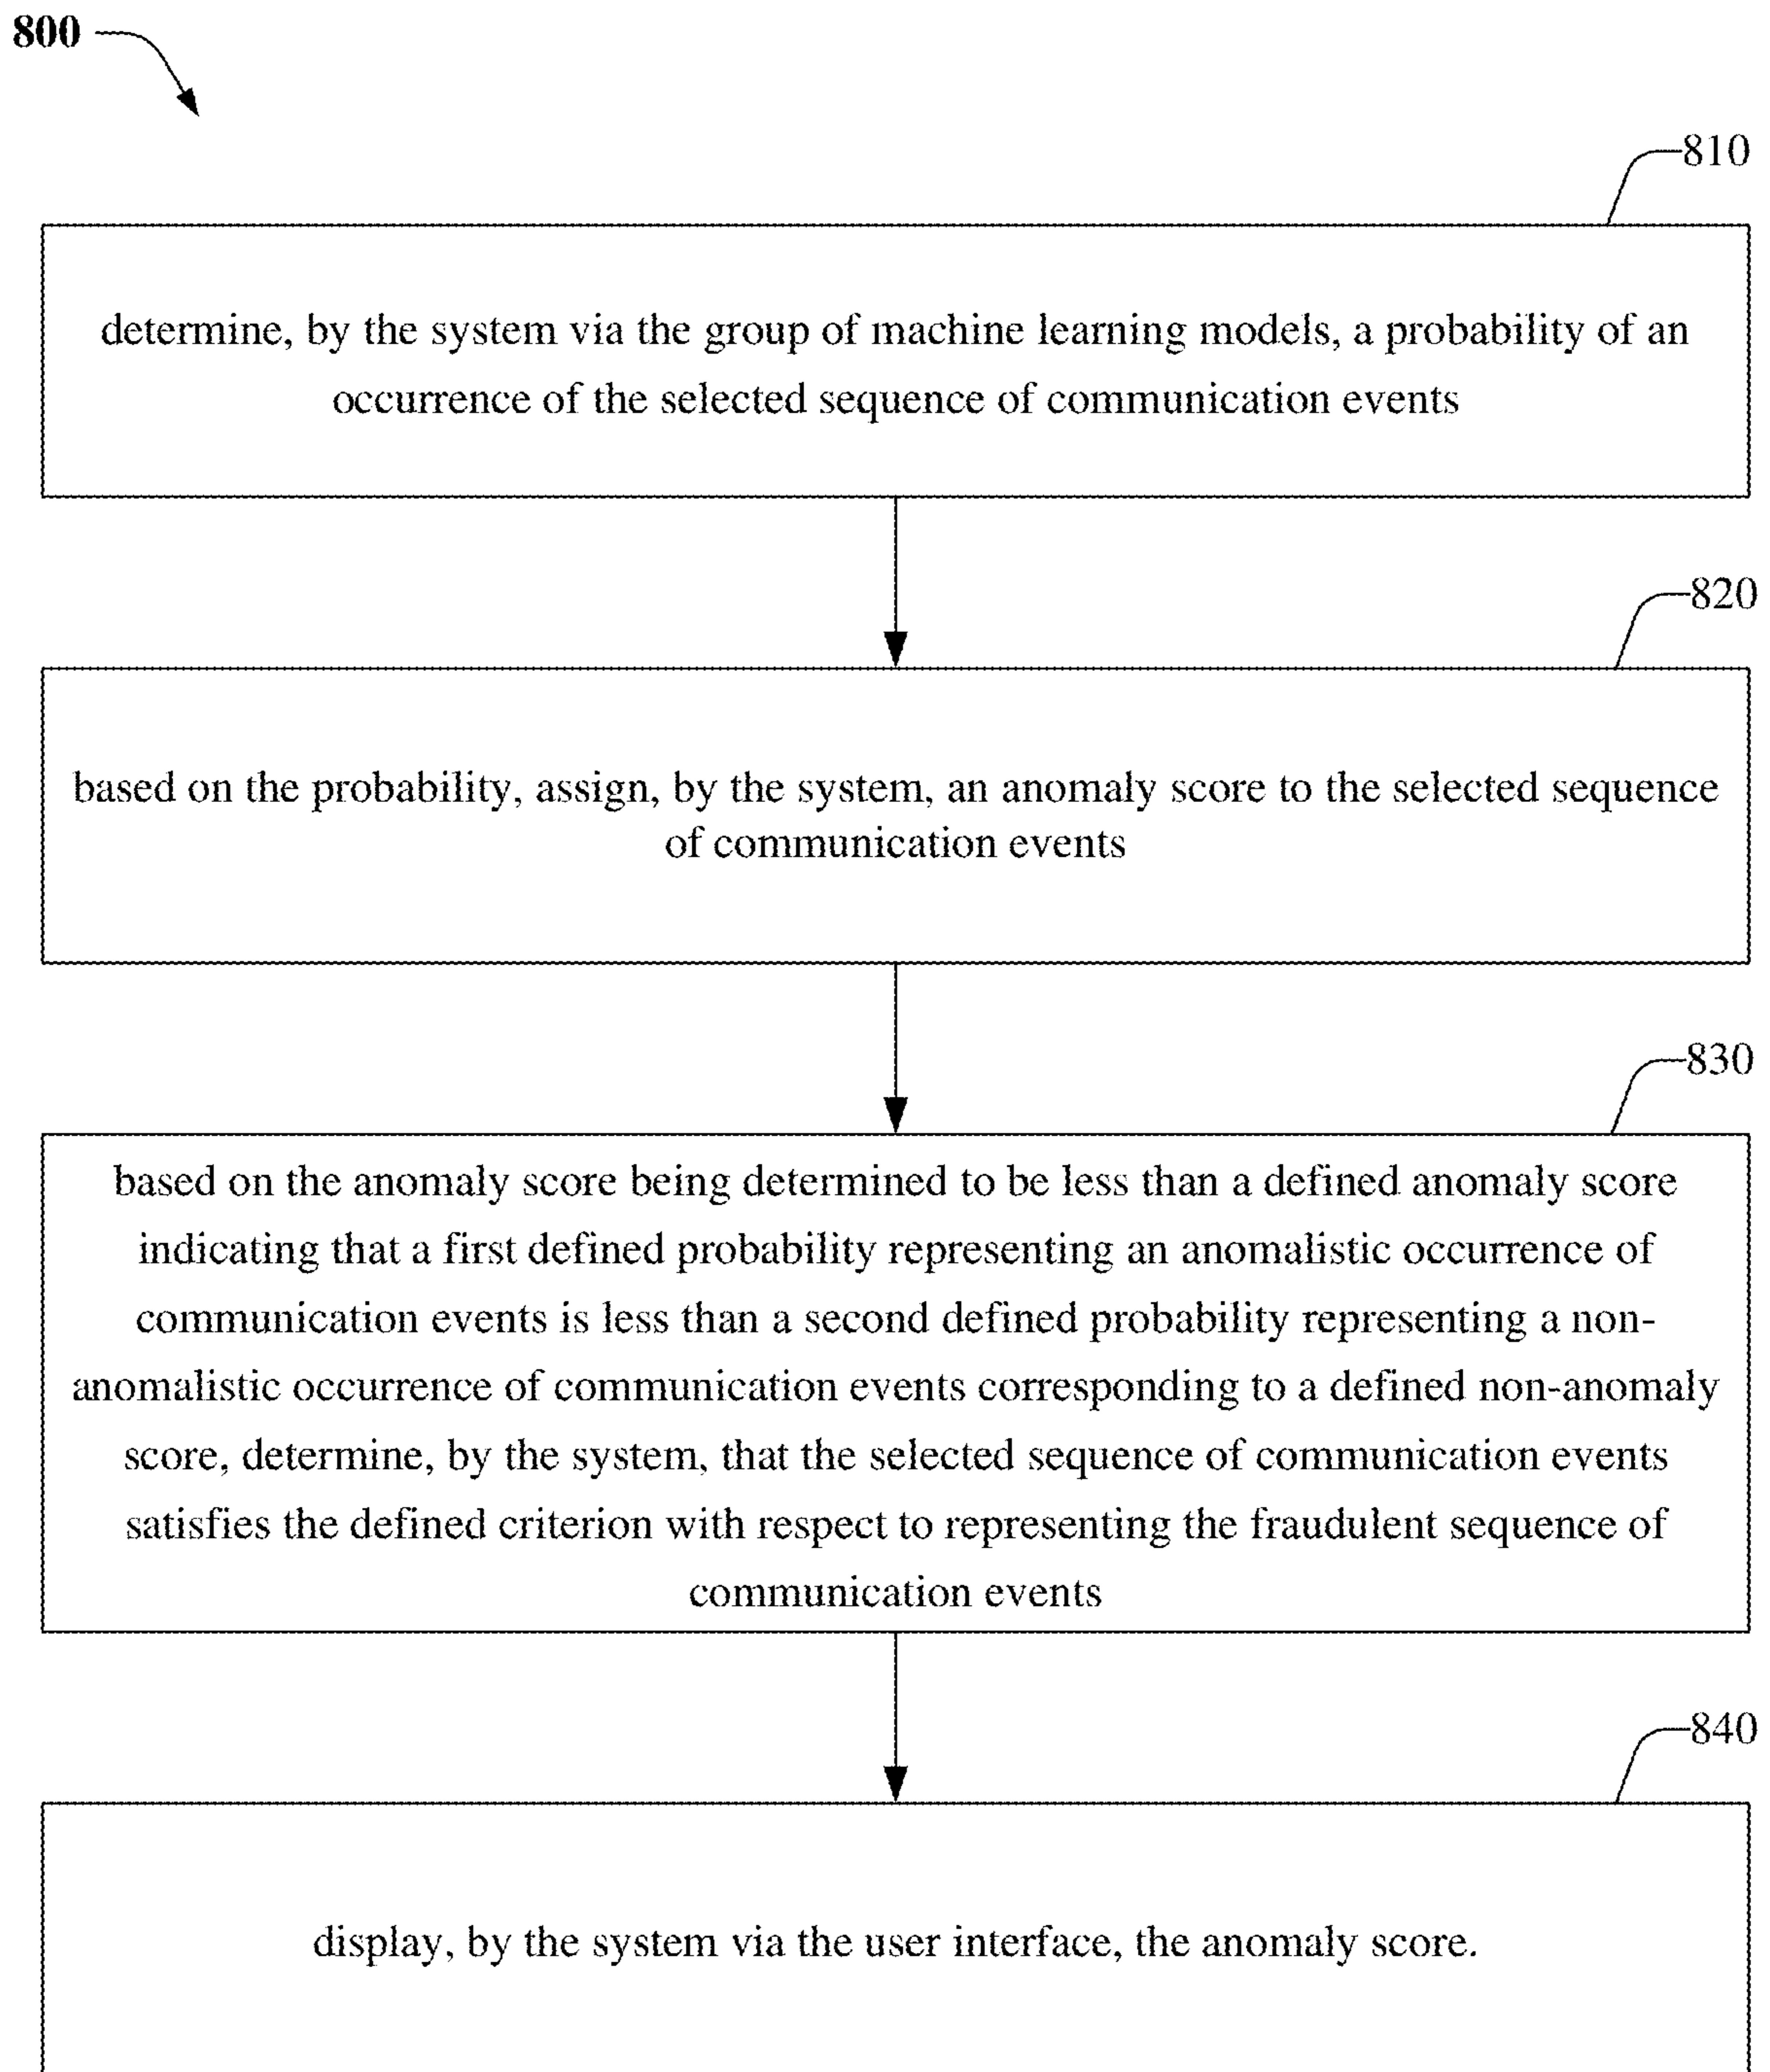 800
810
determine, by the system via the group of machine learning models, a probability of an
occurrence of the selected sequence of communication events
820
based on the probability, assign, by the system, an anomaly score to the selected sequence
of communication events
830
based on the anomaly score being determined to be less than a defined anomaly score
indicating that a first defined probability representing an anomalistic occurrence of
communication events is less than a second defined probability representing a non-
anomalistic occurrence of communication events corresponding to a defined non-anomaly
score, determine, by the system, that the selected sequence of communication events
satisfies the defined criterion with respect to representing the fraudulent sequence of
communication events
840
display, by the system via the user interface, the anomaly score.